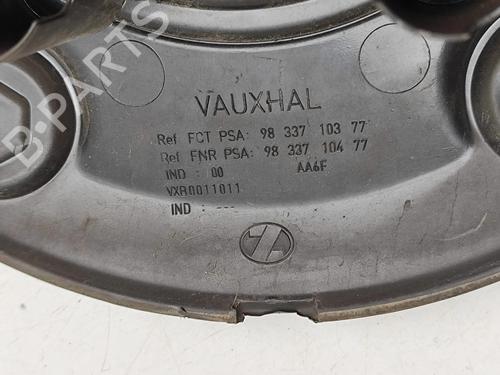 B-PARTS
VAUXHAL
Ref FCT PSA: 98 337 103 77
Ref FNR PSA: 98 337 104 77
IND : 00 AA6F
VXR0011011
IND : ---